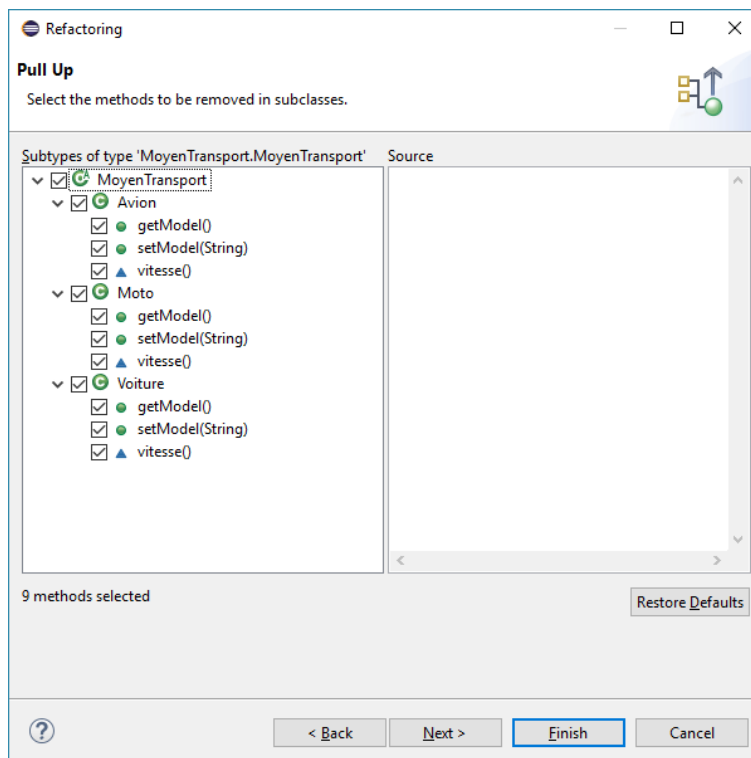 Refactoring
Pull Up
Select the methods to be removed in subclasses.
Subtypes of type 'MoyenTransport.MoyenTransport' Source
MoyenTransport
Avion
getModel()
setModel(String)
vitesse()
Moto
getModel()
setModel(String)
vitesse()
Voiture
getModel()
setModel(String)
vitesse()
9 methods selected
Restore Defaults
< Back Next > Finish Cancel